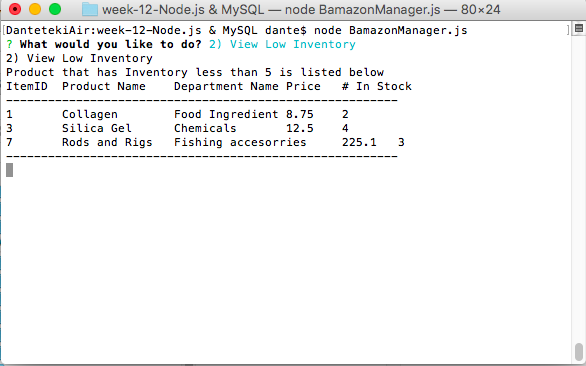 week-12-Node.js & MySQL — node BamazonManager.js — 80×24
[DantetekiAir:week-12-Node.js & MySQL dante$ node BamazonManager.js ]
? What would you like to do? 2) View Low Inventory
2) View Low Inventory
Product that has Inventory less than 5 is listed below
ItemID  Product Name    Department Name Price   # In Stock
--------------------------------------------------------
1       Collagen        Food Ingredient 8.75    2
3       Silica Gel      Chemicals       12.5    4
7       Rods and Rigs   Fishing accesorries     225.1   3
--------------------------------------------------------